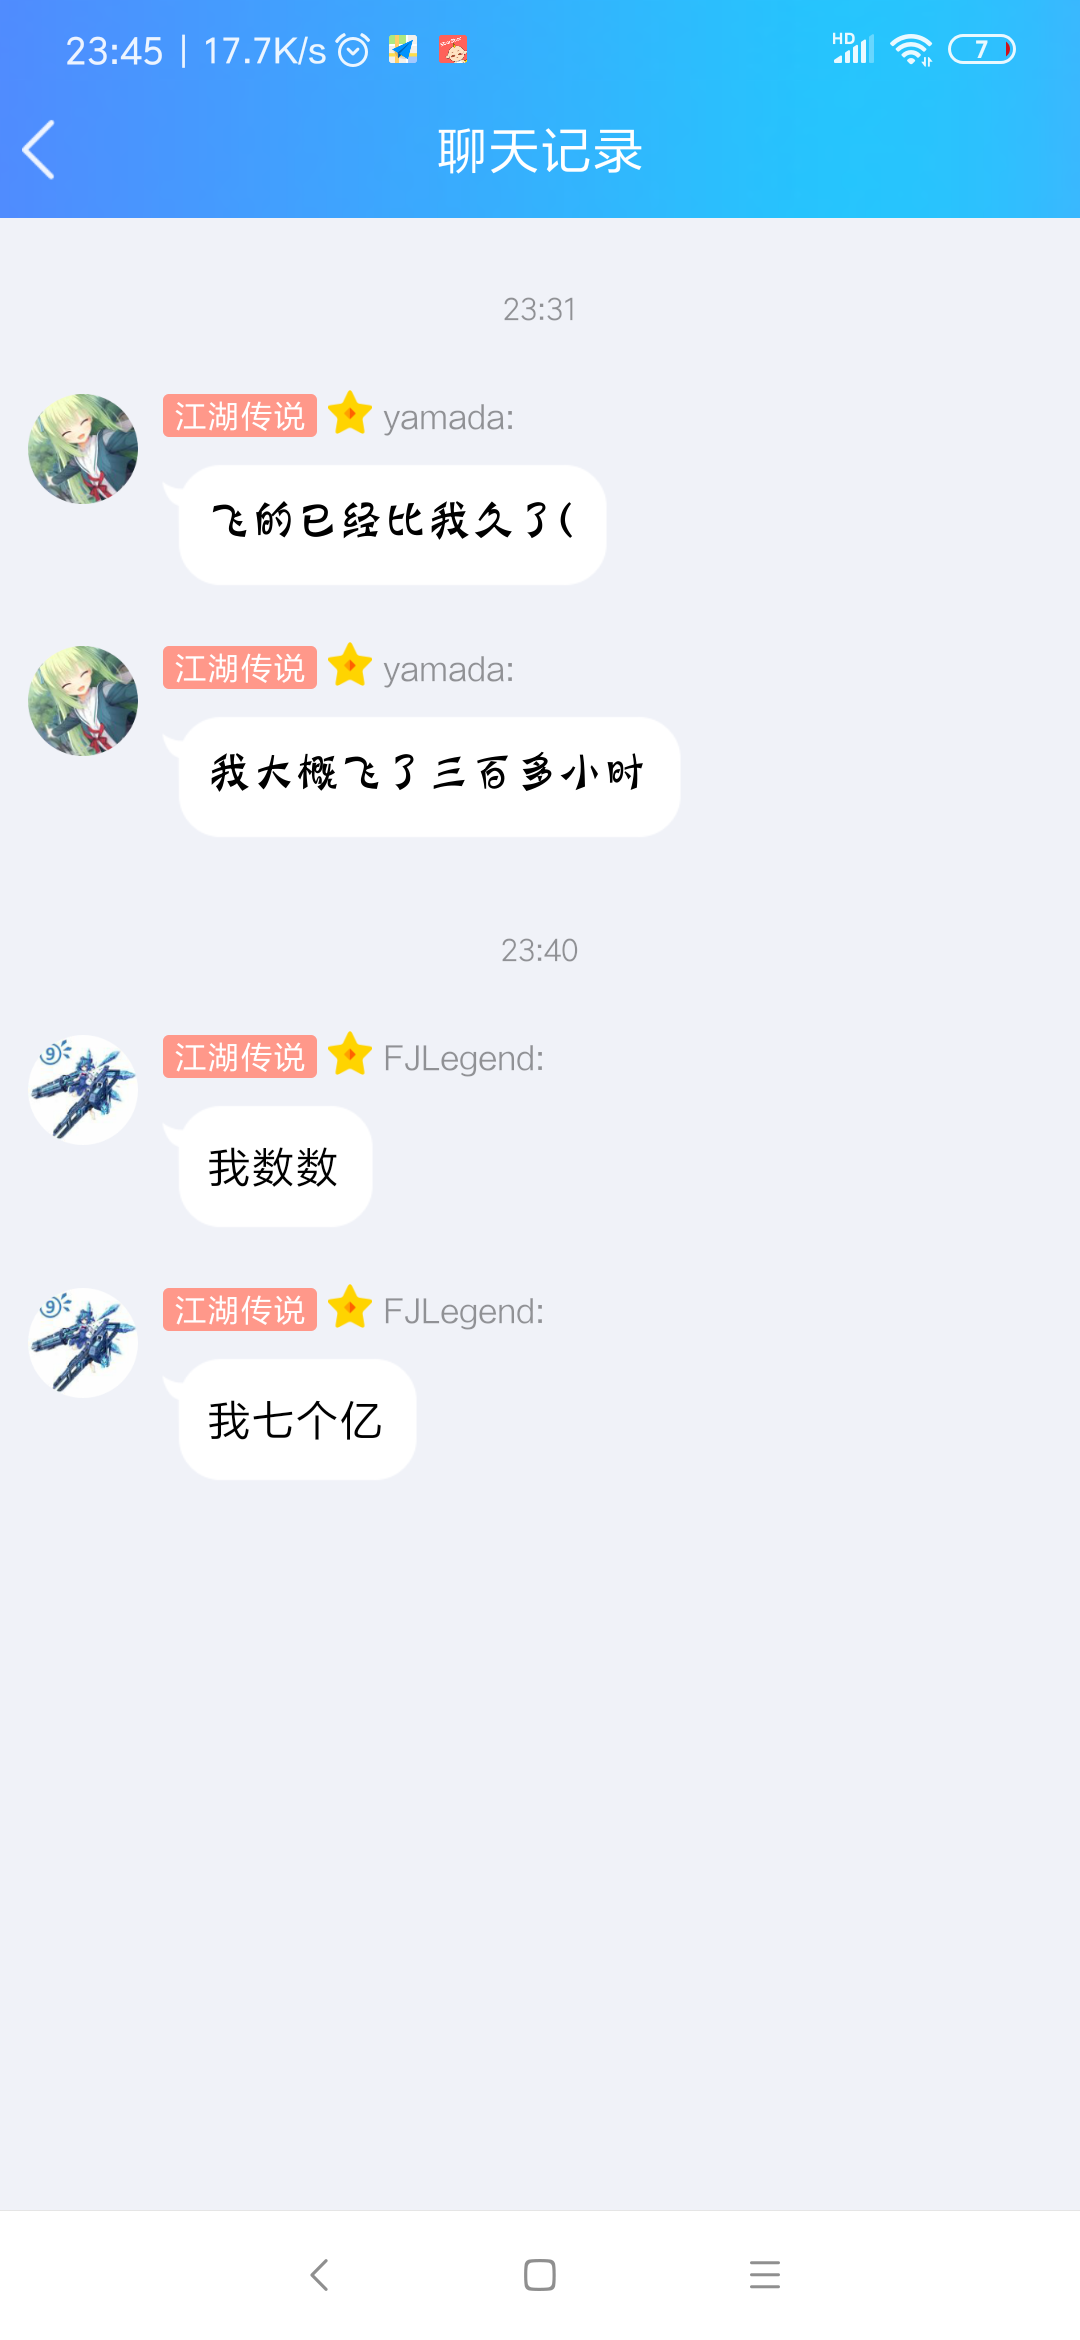 23:45 | 17.7K/s
HD
7
聊天记录
23:31
江湖传说 yamada:
飞的已经比我久了(
江湖传说 yamada:
我大概飞了三百多小时
23:40
江湖传说 FJLegend:
我数数
江湖传说 FJLegend:
我七个亿